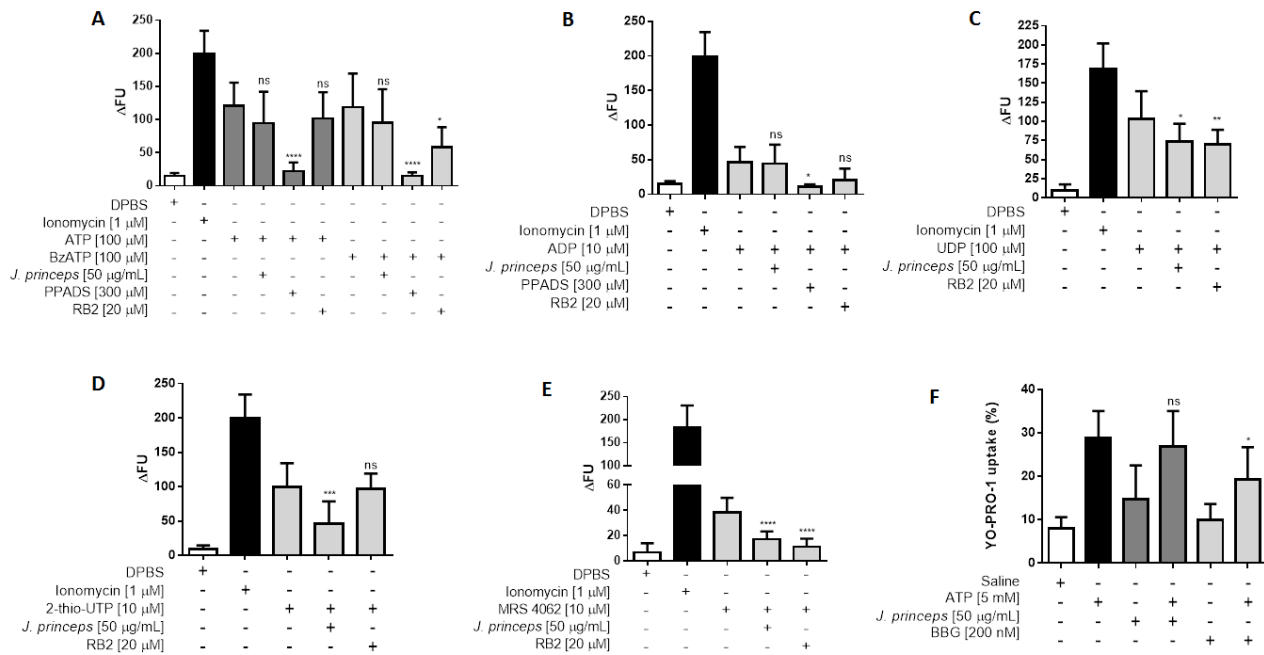 A
250
200
150
100
50
0
ΔFU
ns
****
ns
ns
****
*
DPBS + - - - - - - - - -
Ionomycin [1 μM] - + - - - - - - - -
ATP [100 μM] - - + + + + - - - -
BzATP [100 μM] - - - - - - + + + +
J. princeps [50 μg/mL] - - - + - - - + - -
PPADS [300 μM] - - - - + - - - + -
RB2 [20 μM] - - - - - + - - - +
B
250
200
150
100
50
0
ΔFU
ns
*
ns
DPBS + - - - - -
Ionomycin [1 μM] - + - - - -
ADP [10 μM] - - + + + +
J. princeps [50 μg/mL] - - - + - -
PPADS [300 μM] - - - - + -
RB2 [20 μM] - - - - - +
C
250
225
200
175
150
125
100
75
50
25
0
ΔFU
*
**
DPBS + - - - -
Ionomycin [1 μM] - + - - -
UDP [100 μM] - - + + +
J. princeps [50 μg/mL] - - - + -
RB2 [20 μM] - - - - +
D
250
200
150
100
50
0
ΔFU
***
ns
DPBS + - - - -
Ionomycin [1 μM] - + - - -
2-thio-UTP [10 μM] - - + + +
J. princeps [50 μg/mL] - - - + -
RB2 [20 μM] - - - - +
E
250
200
150
100
60
40
20
0
ΔFU
****
****
DPBS + - - - -
Ionomycin [1 μM] - + - - -
MRS 4062 [10 μM] - - + + +
J. princeps [50 μg/mL] - - - + -
RB2 [20 μM] - - - - +
F
40
30
20
10
0
YO-PRO-1 uptake (%)
ns
*
Saline + - - - - -
ATP [5 mM] - + - + - +
J. princeps [50 μg/mL] - - + + - -
BBG [200 nM] - - - - + +